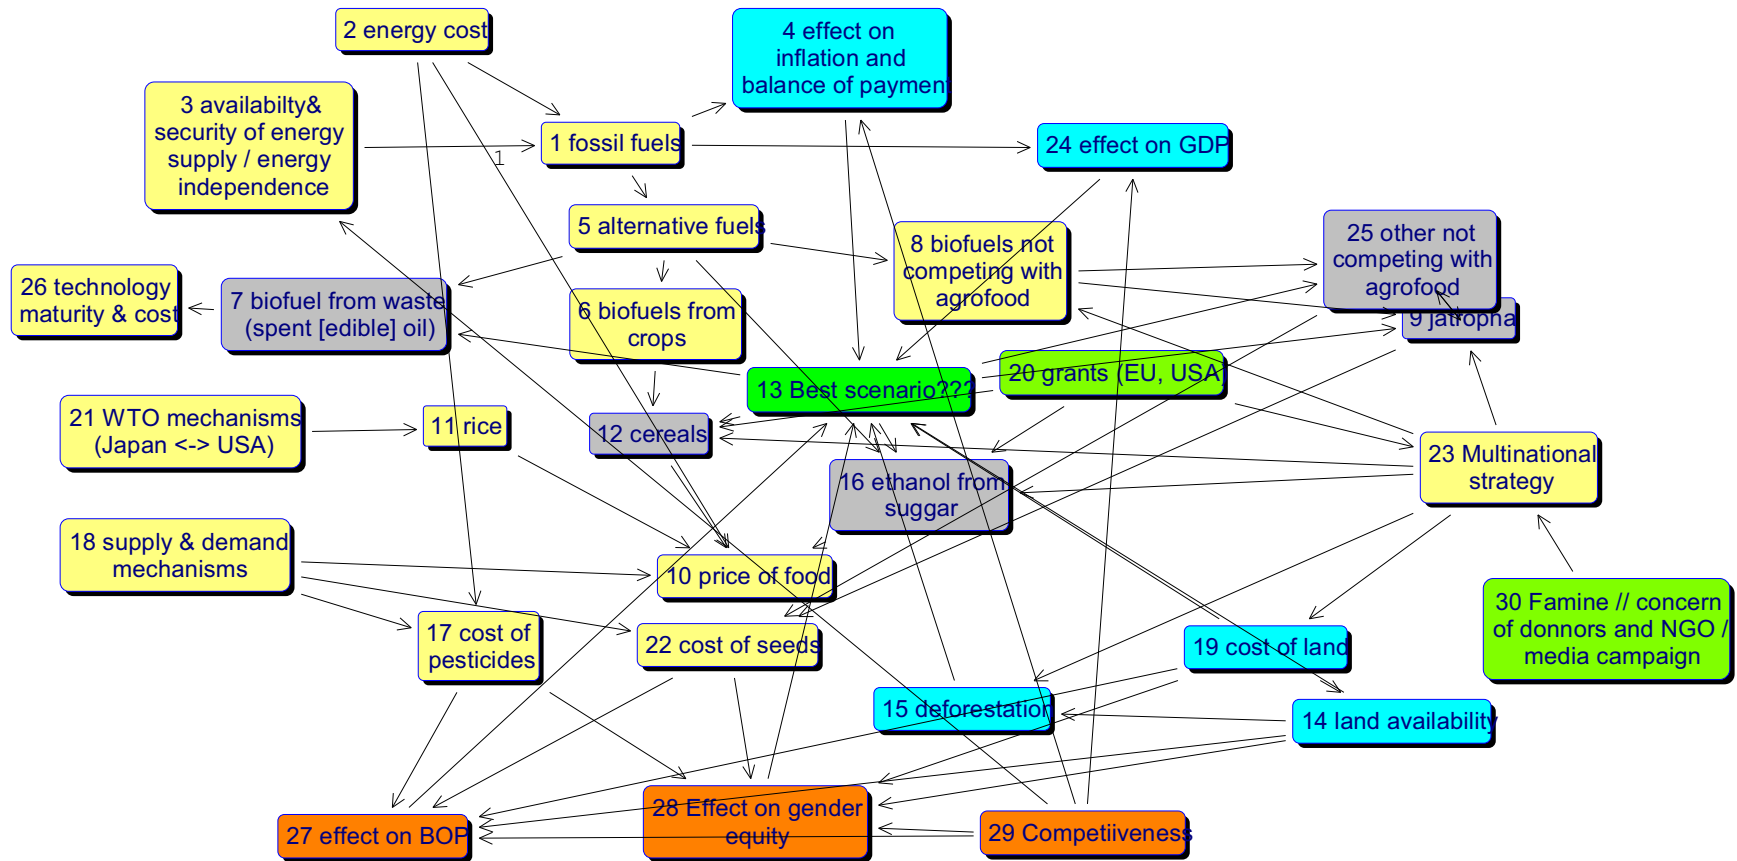 2 energy cost
4 effect on
inflation and
balance of payment
3 availabilty&
security of energy
supply / energy
independence
1 fossil fuels
1
24 effect on GDP
5 alternative fuels
8 biofuels not
competing with
agrofood
25 other not
competing with
agrofood
26 technology
maturity & cost
7 biofuel from waste
(spent [edible] oil)
6 biofuels from
crops
9 jatropha
13 Best scenario???
20 grants (EU, USA)
21 WTO mechanisms
(Japan <-> USA)
11 rice
12 cereals
16 ethanol from
suggar
23 Multinational
strategy
18 supply & demand
mechanisms
10 price of food
30 Famine // concern
of donnors and NGO /
media campaign
17 cost of
pesticides
22 cost of seeds
19 cost of land
15 deforestation
14 land availability
27 effect on BOP
28 Effect on gender
equity
29 Competiiveness